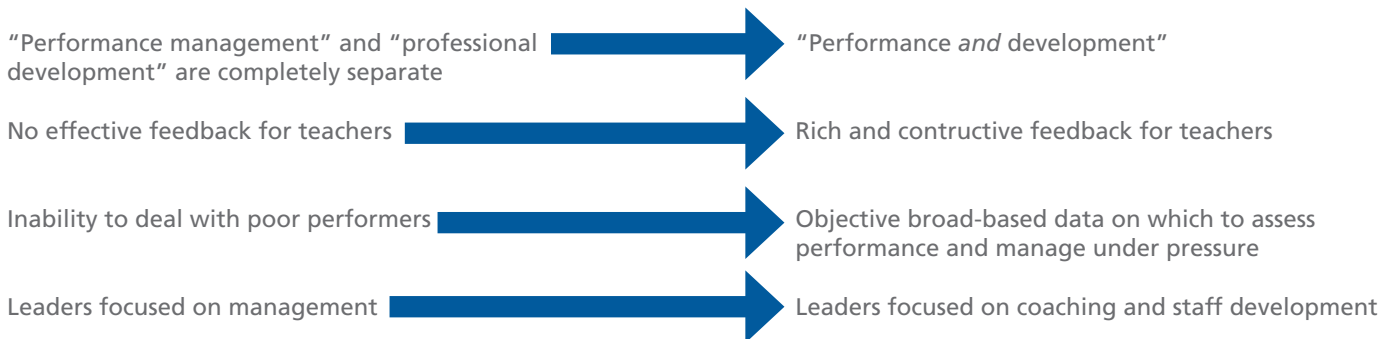 “Performance management” and “professional
development” are completely separate
“Performance and development”
No effective feedback for teachers
Rich and contructive feedback for teachers
Inability to deal with poor performers
Objective broad-based data on which to assess
performance and manage under pressure
Leaders focused on management
Leaders focused on coaching and staff development